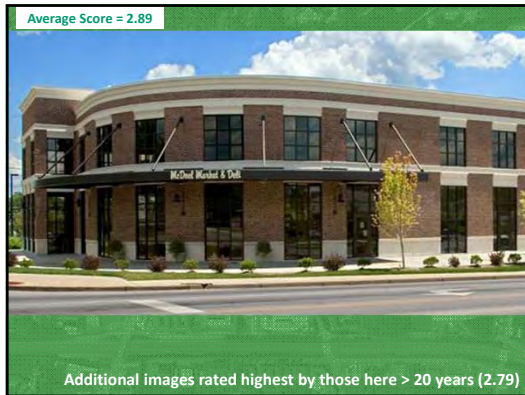 Average Score = 2.89
McDoel Market & Deli
Additional images rated highest by those here > 20 years (2.79)